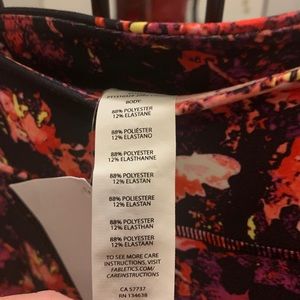 BODY:
88% POLYESTER
12% ELASTANE
88% POLIÉSTER
12% ELASTANO
88% POLYESTER
12% ELASTHANNE
88% POLYESTER
12% ELASTAN
88% POLIESTERE
12% ELASTAN
88% POLYESTER
12% ELASTHAN
88% POLYESTER
12% ELASTAAN
TO SEE MORE CARE
INSTRUCTIONS, VISIT
FABLETICS.COM/
CAREINSTRUCTIONS
CA 57737
RN 134638